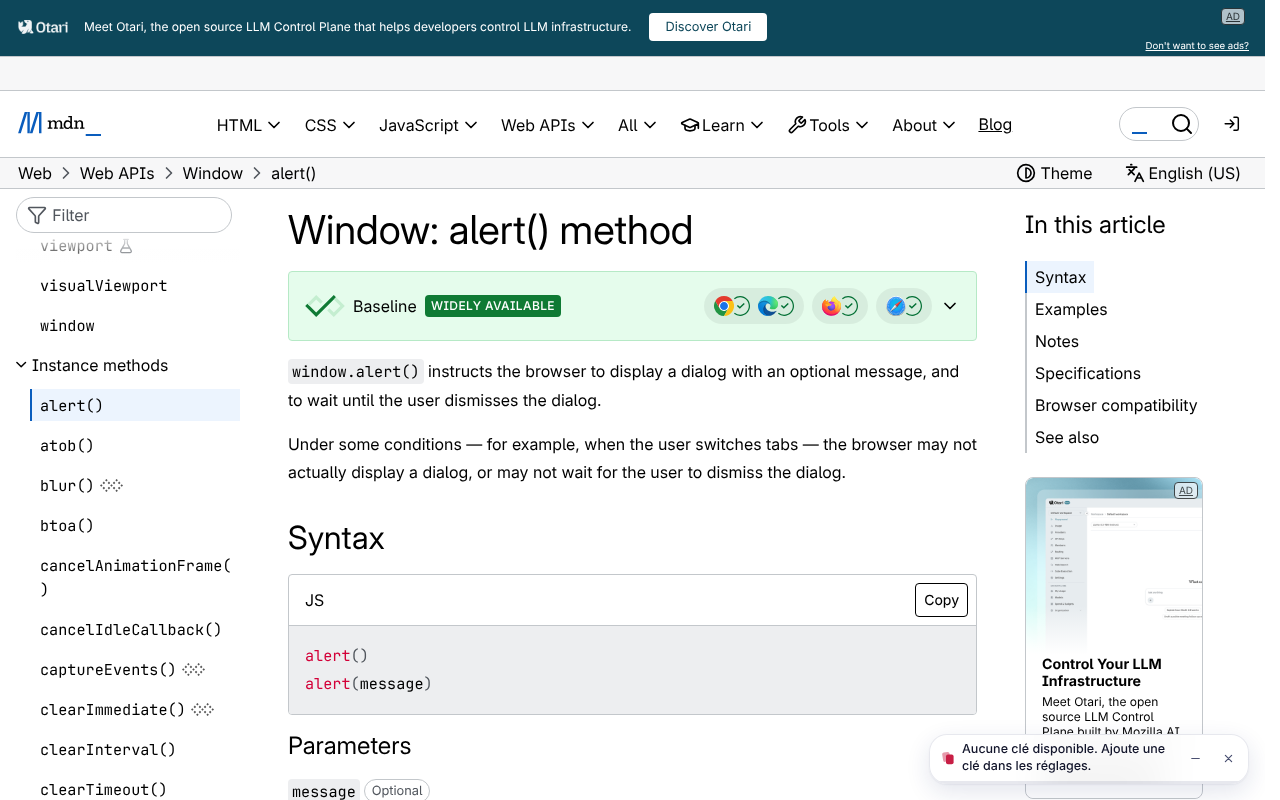 Otari
Meet Otari, the open source LLM Control Plane that helps developers control LLM infrastructure.
Discover Otari
AD
Don't want to see ads?
mdn_
HTML
CSS
JavaScript
Web APIs
All
Learn
Tools
About
Blog
Web
Web APIs
Window
alert()
Theme
English (US)
Filter
viewport
visualViewport
window
Instance methods
alert()
atob()
blur()
btoa()
cancelAnimationFrame(
)
cancelIdleCallback()
captureEvents()
clearImmediate()
clearInterval()
clearTimeout()
Window: alert() method
Baseline WIDELY AVAILABLE
window.alert() instructs the browser to display a dialog with an optional message, and
to wait until the user dismisses the dialog.
Under some conditions — for example, when the user switches tabs — the browser may not
actually display a dialog, or may not wait for the user to dismiss the dialog.
Syntax
JS
Copy
alert()
alert(message)
Parameters
message Optional
In this article
Syntax
Examples
Notes
Specifications
Browser compatibility
See also
AD
Control Your LLM
Infrastructure
Meet Otari, the open
source LLM Control
Plane built by Mozilla AI
Aucune clé disponible. Ajoute une
clé dans les réglages.